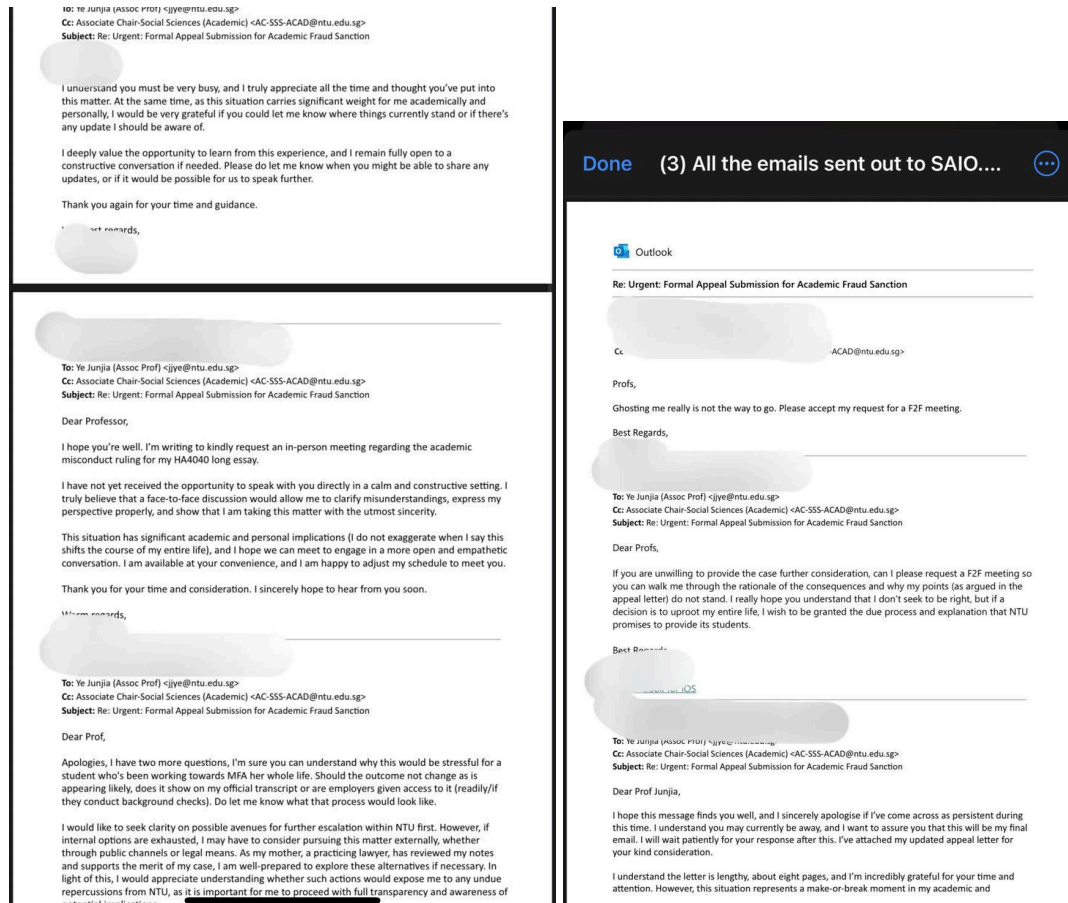 To: Ye Junjia (Assoc Prof) <jjye@ntu.edu.sg>
Cc: Associate Chair-Social Sciences (Academic) <AC-SSS-ACAD@ntu.edu.sg>
Subject: Re: Urgent: Formal Appeal Submission for Academic Fraud Sanction
I understand you must be very busy, and I truly appreciate all the time and thought you've put into
this matter. At the same time, as this situation carries significant weight for me academically and
personally, I would be very grateful if you could let me know where things currently stand or if there's
any update I should be aware of.
I deeply value the opportunity to learn from this experience, and I remain fully open to a
constructive conversation if needed. Please do let me know when you might be able to share any
updates, or if it would be possible for us to speak further.
Thank you again for your time and guidance.
regards,
To: Ye Junjia (Assoc Prof) <jjye@ntu.edu.sg>
Cc: Associate Chair-Social Sciences (Academic) <AC-SSS-ACAD@ntu.edu.sg>
Subject: Re: Urgent: Formal Appeal Submission for Academic Fraud Sanction
Dear Professor,
I hope you're well. I'm writing to kindly request an in-person meeting regarding the academic
misconduct ruling for my HA4040 long essay.
I have not yet received the opportunity to speak with you directly in a calm and constructive setting. I
truly believe that a face-to-face discussion would allow me to clarify misunderstandings, express my
perspective properly, and show that I am taking this matter with the utmost sincerity.
This situation has significant academic and personal implications (I do not exaggerate when I say this
shifts the course of my entire life), and I hope we can meet to engage in a more open and empathetic
conversation. I am available at your convenience, and I am happy to adjust my schedule to meet you.
Thank you for your time and consideration. I sincerely hope to hear from you soon.
Warm regards,
To: Ye Junjia (Assoc Prof) <jjye@ntu.edu.sg>
Cc: Associate Chair-Social Sciences (Academic) <AC-SSS-ACAD@ntu.edu.sg>
Subject: Re: Urgent: Formal Appeal Submission for Academic Fraud Sanction
Dear Prof,
Apologies, I have two more questions, I'm sure you can understand why this would be stressful for a
student who's been working towards MFA her whole life. Should the outcome not change as is
appearing likely, does it show on my official transcript or are employers given access to it (readily/if
they conduct background checks). Do let me know what that process would look like.
I would like to seek clarity on possible avenues for further escalation within NTU first. However, if
internal options are exhausted, I may have to consider pursuing this matter externally, whether
through public channels or legal means. As my mother, a practicing lawyer, has reviewed my notes
and supports the merit of my case, I am well-prepared to explore these alternatives if necessary. In
light of this, I would appreciate understanding whether such actions would expose me to any undue
repercussions from NTU, as it is important for me to proceed with full transparency and awareness of
Done (3) All the emails sent out to SAIO....
Outlook
Re: Urgent: Formal Appeal Submission for Academic Fraud Sanction
-ACAD@ntu.edu.sg>
Profs,
Ghosting me really is not the way to go. Please accept my request for a F2F meeting.
Best Regards,
To: Ye Junjia (Assoc Prof) <jjye@ntu.edu.sg>
Cc: Associate Chair-Social Sciences (Academic) <AC-SSS-ACAD@ntu.edu.sg>
Subject: Re: Urgent: Formal Appeal Submission for Academic Fraud Sanction
Dear Profs,
If you are unwilling to provide the case further consideration, can I please request a F2F meeting so
you can walk me through the rationale of the consequences and why my points (as argued in the
appeal letter) do not stand. I really hope you understand that I don't seek to be right, but if a
decision is to uproot my entire life, I wish to be granted the due process and explanation that NTU
promises to provide its students.
Best Regards
iOS
To: Ye Junjia (Assoc Prof)
Cc: Associate Chair-Social Sciences (Academic) <AC-SSS-ACAD@ntu.edu.sg>
Subject: Re: Urgent: Formal Appeal Submission for Academic Fraud Sanction
Dear Prof Junjia,
I hope this message finds you well, and I sincerely apologise if I've come across as persistent during
this time. I understand you may currently be away, and I want to assure you that this will be my final
email. I will wait patiently for your response after this. I've attached my updated appeal letter for
your kind consideration.
I understand the letter is lengthy, about eight pages, and I'm incredibly grateful for your time and
attention. However, this situation represents a make-or-break moment in my academic and